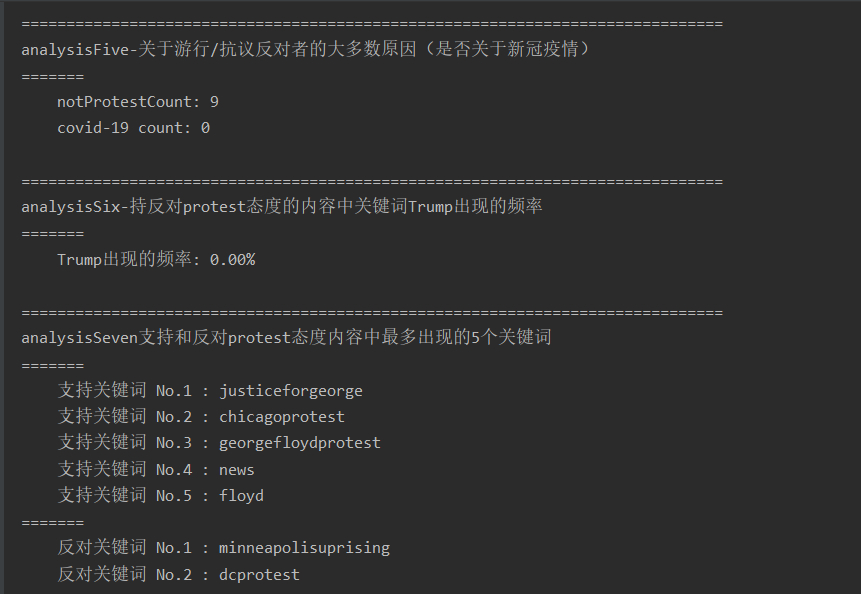 ==============================================================================
analysisFive-关于游行/抗议反对者的大多数原因（是否关于新冠疫情）
=======
notProtestCount: 9
covid-19 count: 0
==============================================================================
analysisSix-持反对protest态度的内容中关键词Trump出现的频率
=======
Trump出现的频率: 0.00%
==============================================================================
analysisSeven支持和反对protest态度内容中最多出现的5个关键词
=======
支持关键词 No.1 : justiceforgeorge
支持关键词 No.2 : chicagoprotest
支持关键词 No.3 : georgefloydprotest
支持关键词 No.4 : news
支持关键词 No.5 : floyd
=======
反对关键词 No.1 : minneapolisuprising
反对关键词 No.2 : dcprotest